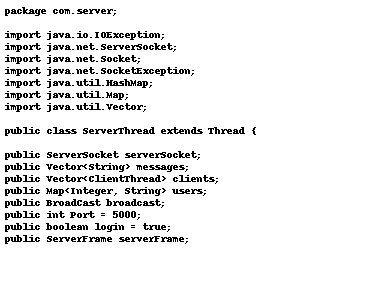 package com.server;
import java.io.IOException;
import java.net.ServerSocket;
import java.net.Socket;
import java.net.SocketException;
import java.util.HashMap;
import java.util.Map;
import java.util.Vector;
public class ServerThread extends Thread {
public ServerSocket serverSocket;
public Vector<String> messages;
public Vector<ClientThread> clients;
public Map<Integer, String> users;
public BroadCast broadcast;
public int Port = 5000;
public boolean login = true;
public ServerFrame serverFrame;